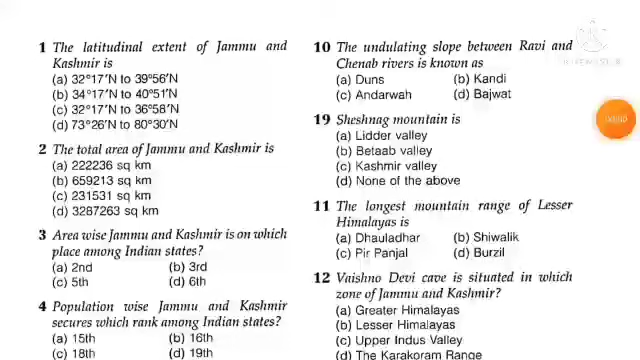 1 The latitudinal extent of Jammu and
Kashmir is
(a) 32°17′N to 39°56′N
(b) 34°17′N to 40°51′N
(c) 32°17′N to 36°58′N
(d) 73°26′N to 80°30′N
2 The total area of Jammu and Kashmir is
(a) 222236 sq km
(b) 659213 sq km
(c) 231531 sq km
(d) 3287263 sq km
3 Area wise Jammu and Kashmir is on which
place among Indian states?
(a) 2nd (b) 3rd
(c) 5th (d) 6th
4 Population wise Jammu and Kashmir
secures which rank among Indian states?
(a) 15th (b) 16th
(c) 18th (d) 19th
10 The undulating slope between Ravi and
Chenab rivers is known as
(a) Duns (b) Kandi
(c) Andarwah (d) Bajwat
19 Sheshnag mountain is
(a) Lidder valley
(b) Betaab valley
(c) Kashmir valley
(d) None of the above
11 The longest mountain range of Lesser
Himalayas is
(a) Dhauladhar (b) Shiwalik
(c) Pir Panjal (d) Burzil
12 Vaishno Devi cave is situated in which
zone of Jammu and Kashmir?
(a) Greater Himalayas
(b) Lesser Himalayas
(c) Upper Indus Valley
(d) The Karakoram Range